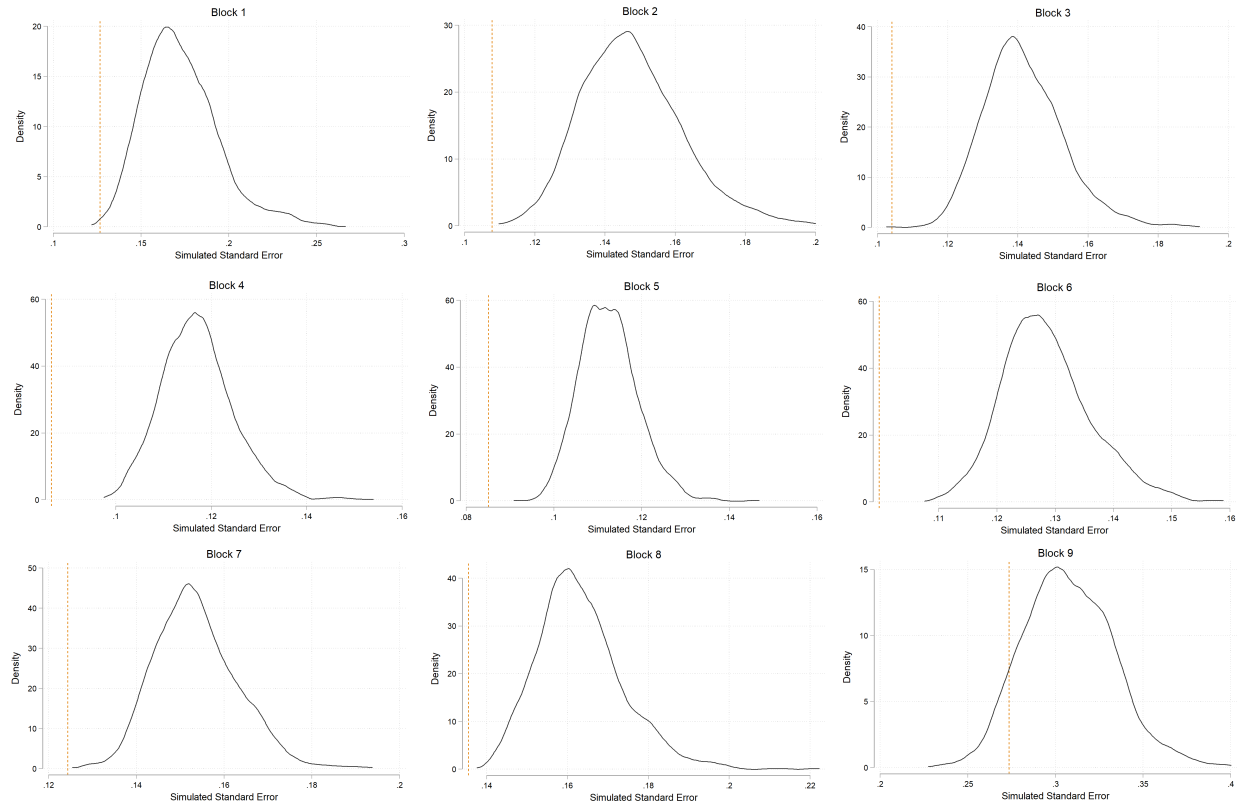 Block 1
20
15
10
5
0
Density
.1 .15 .2 .25 .3
Simulated Standard Error
Block 2
30
20
10
0
Density
.1 .12 .14 .16 .18 .2
Simulated Standard Error
Block 3
40
30
20
10
0
Density
.1 .12 .14 .16 .18 .2
Simulated Standard Error
Block 4
60
40
20
0
Density
.1 .12 .14 .16
Simulated Standard Error
Block 5
60
40
20
0
Density
.08 .1 .12 .14 .16
Simulated Standard Error
Block 6
60
40
20
0
Density
.11 .12 .13 .14 .15 .16
Simulated Standard Error
Block 7
50
40
30
20
10
0
Density
.12 .14 .16 .18 .2
Simulated Standard Error
Block 8
40
30
20
10
0
Density
.14 .16 .18 .2 .22
Simulated Standard Error
Block 9
15
10
5
0
Density
.2 .25 .3 .35 .4
Simulated Standard Error